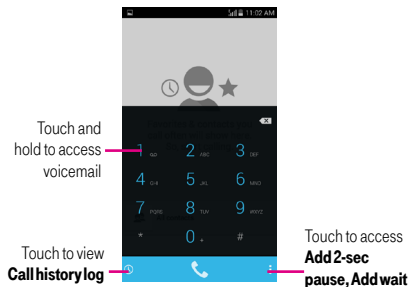 11:02 AM
Touch and
hold to access
voicemail
1
2 ABC
3 DEF
4 GHI
5 JKL
6 MNO
7 PQRS
8 TUV
9 WXYZ
*
0 +
#
Touch to view
Call history log
Touch to access
Add 2-sec
pause, Add wait